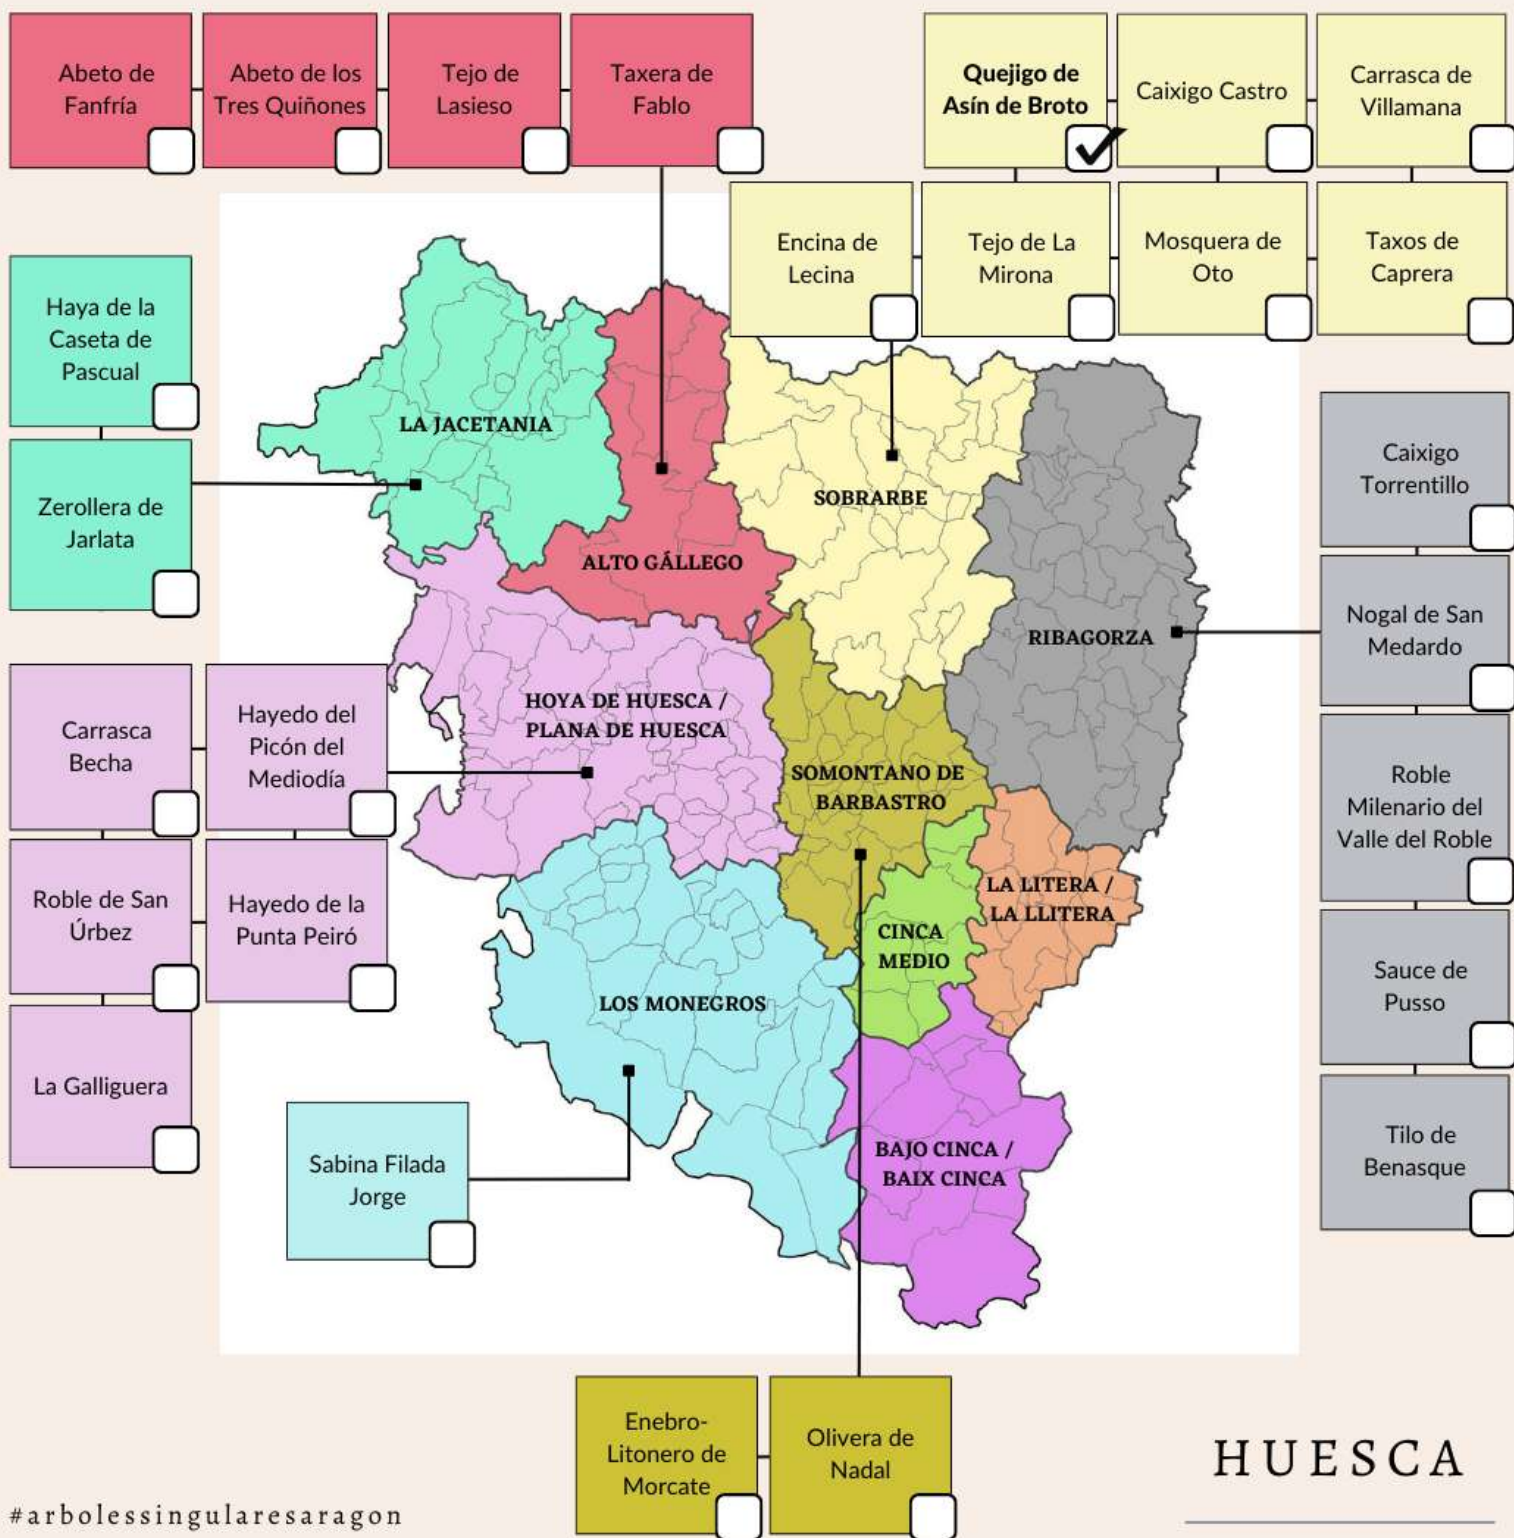 Abeto de
Fanfría
Abeto de los
Tres Quiñones
Tejo de
Lasieso
Taxera de
Fablo
Quejigo de
Asín de Broto
Caixigo Castro
Carrasca de
Villamana
Encina de
Lecina
Tejo de La
Mirona
Mosquera de
Oto
Taxos de
Caprera
Haya de la
Caseta de
Pascual
Zerollera de
Jarlata
LA JACETANIA
ALTO GÁLLEGO
SOBRARBE
RIBAGORZA
Caixigo
Torrentillo
Nogal de San
Medardo
Roble
Milenario del
Valle del Roble
Sauce de
Pusso
Tilo de
Benasque
Carrasca
Becha
Hayedo del
Picón del
Mediodía
Roble de San
Úrbez
Hayedo de la
Punta Peiró
La Galliguera
HOYA DE HUESCA /
PLANA DE HUESCA
SOMONTANO DE
BARBASTRO
LA LITERA /
LA LLITERA
CINCA
MEDIO
LOS MONEGROS
BAJO CINCA /
BAIX CINCA
Sabina Filada
Jorge
Enebro-
Litonero de
Morcate
Olivera de
Nadal
HUESCA
#arbolessingularesaragon